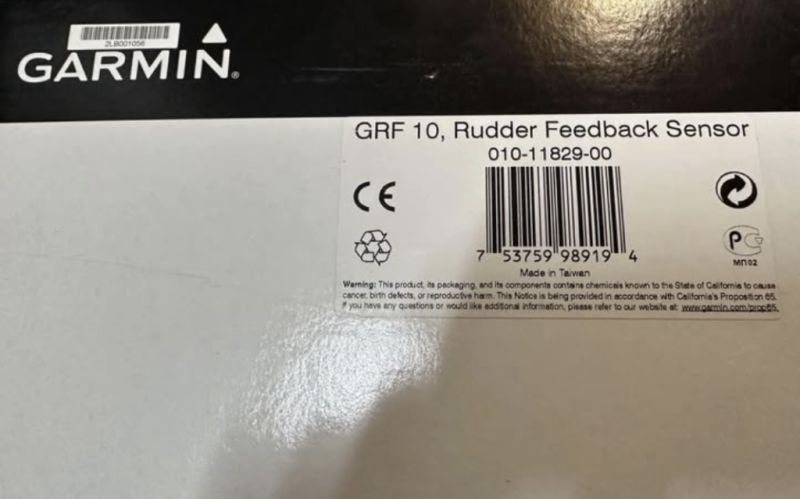 2LB001056
GARMIN®
GRF 10, Rudder Feedback Sensor
010-11829-00
CE
7 53759 98919 4
PG
МП02
Made in Taiwan
Warning: This product, its packaging, and its components contains chemicals known to the State of California to cause
cancer, birth defects, or reproductive harm. This Notice is being provided in accordance with California's Proposition 65.
If you have any questions or would like additional information, please refer to our website at: www.garmin.com/prop65.